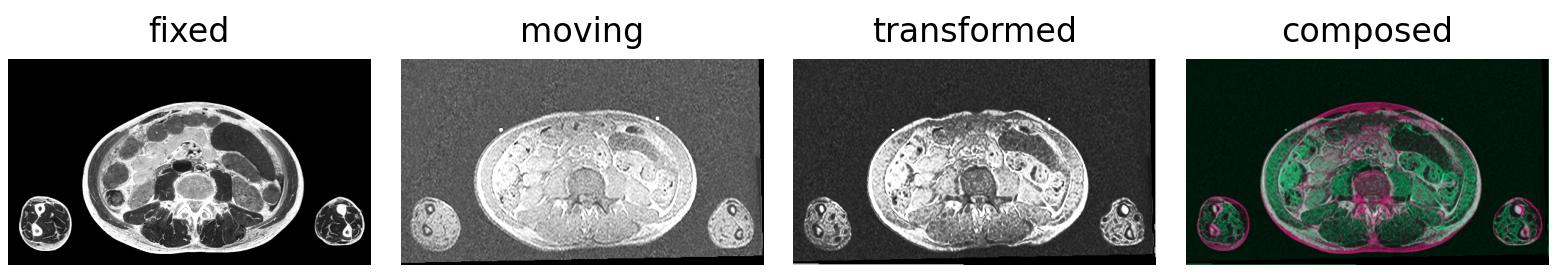 fixed
moving
transformed
composed